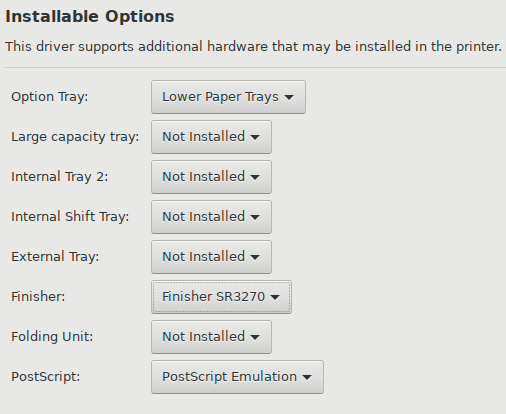 Installable Options
This driver supports additional hardware that may be installed in the printer.
Option Tray: Lower Paper Trays
Large capacity tray: Not Installed
Internal Tray 2: Not Installed
Internal Shift Tray: Not Installed
External Tray: Not Installed
Finisher: Finisher SR3270
Folding Unit: Not Installed
PostScript: PostScript Emulation